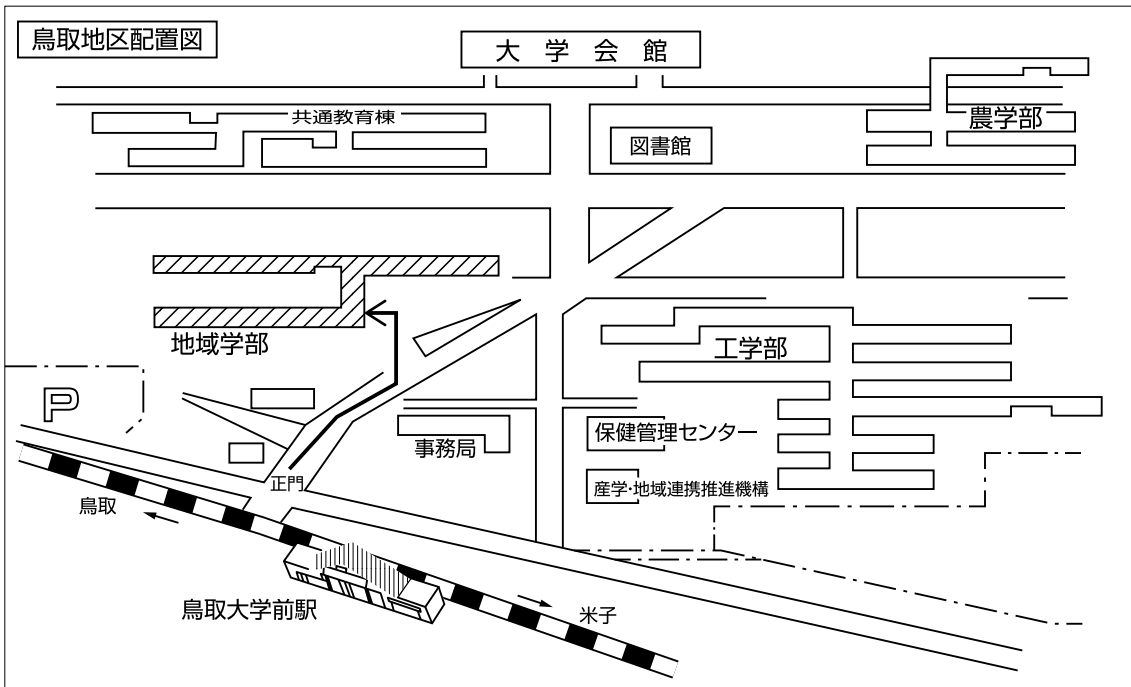 鳥取地区配置図
大学会館
共通教育棟
図書館
農学部
地域学部
工学部
P
事務局
保健管理センター
正門
産学・地域連携推進機構
鳥取
鳥取大学前駅
米子